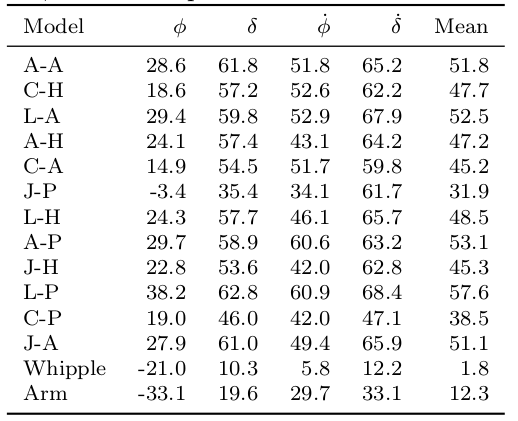 Model ϕ δ ϕ̇ δ̇ Mean
A-A 28.6 61.8 51.8 65.2 51.8
C-H 18.6 57.2 52.6 62.2 47.7
L-A 29.4 59.8 52.9 67.9 52.5
A-H 24.1 57.4 43.1 64.2 47.2
C-A 14.9 54.5 51.7 59.8 45.2
J-P -3.4 35.4 34.1 61.7 31.9
L-H 24.3 57.7 46.1 65.7 48.5
A-P 29.7 58.9 60.6 63.2 53.1
J-H 22.8 53.6 42.0 62.8 45.3
L-P 38.2 62.8 60.9 68.4 57.6
C-P 19.0 46.0 42.0 47.1 38.5
J-A 27.9 61.0 49.4 65.9 51.1
Whipple -21.0 10.3 5.8 12.2 1.8
Arm -33.1 19.6 29.7 33.1 12.3